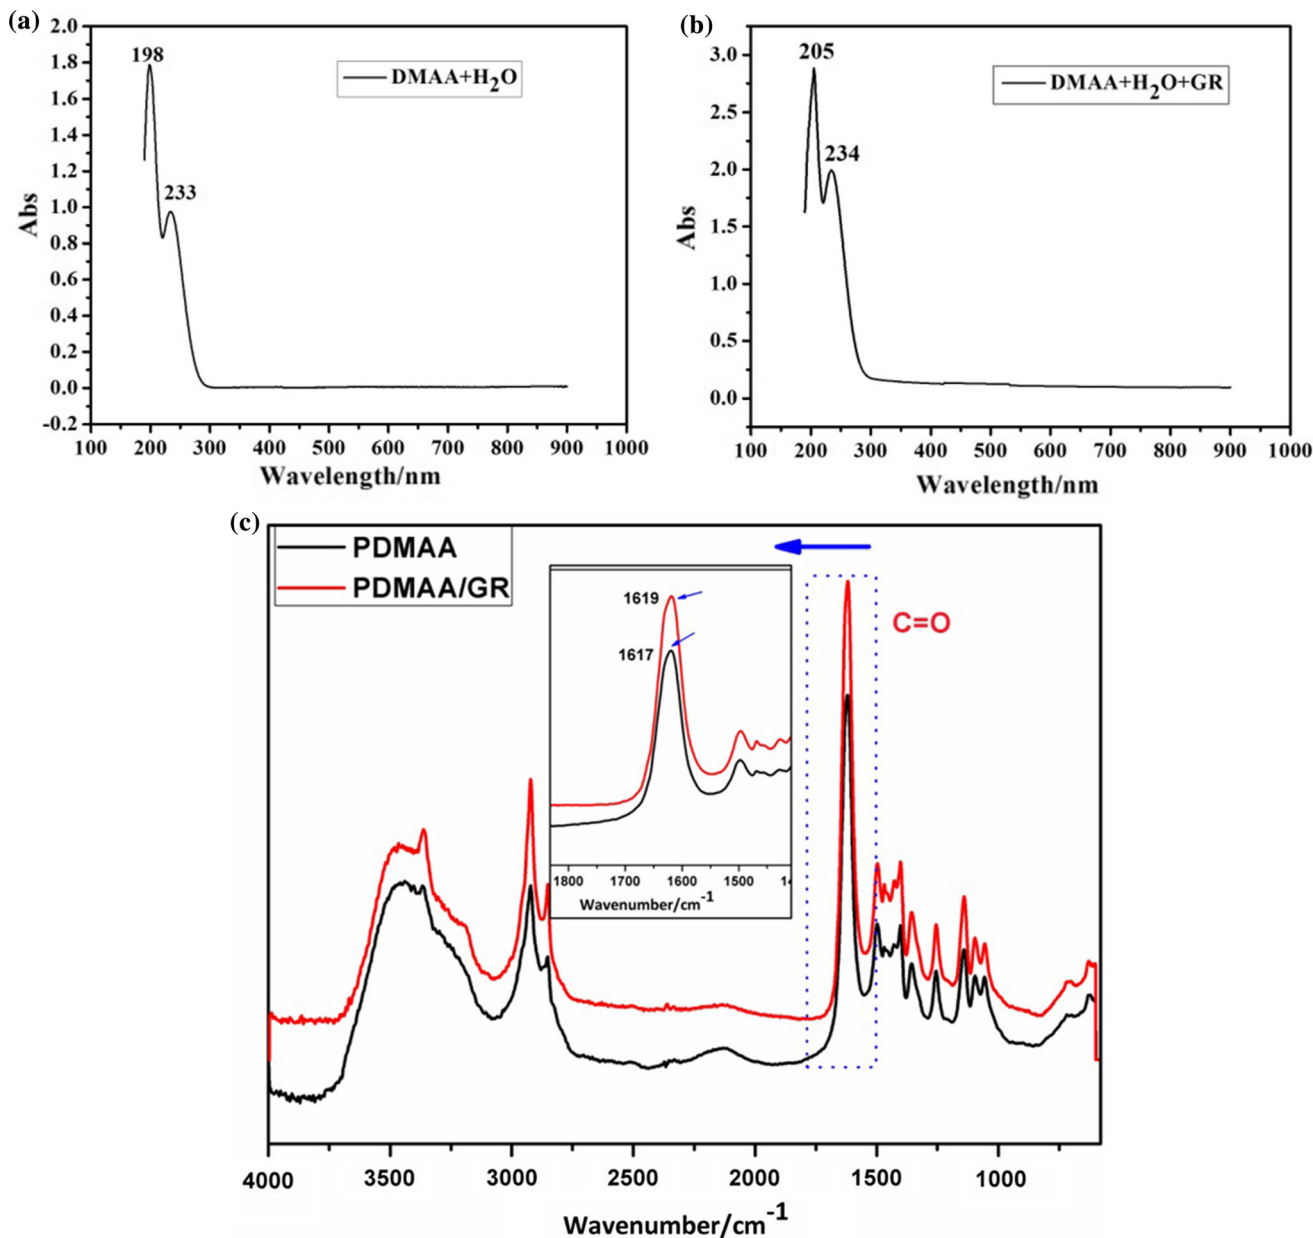 (a)
2.0
1.8
1.6
1.4
1.2
1.0
0.8
0.6
0.4
0.2
0.0
-0.2
Abs
198
233
DMAA+H2O
100 200 300 400 500 600 700 800 900 1000
Wavelength/nm
(b)
3.0
2.5
2.0
1.5
1.0
0.5
0.0
Abs
205
234
DMAA+H2O+GR
100 200 300 400 500 600 700 800 900 1000
Wavelength/nm
(c)
PDMAA
PDMAA/GR
C=O
1619
1617
1800 1700 1600 1500 14
Wavenumber/cm-1
4000 3500 3000 2500 2000 1500 1000
Wavenumber/cm-1